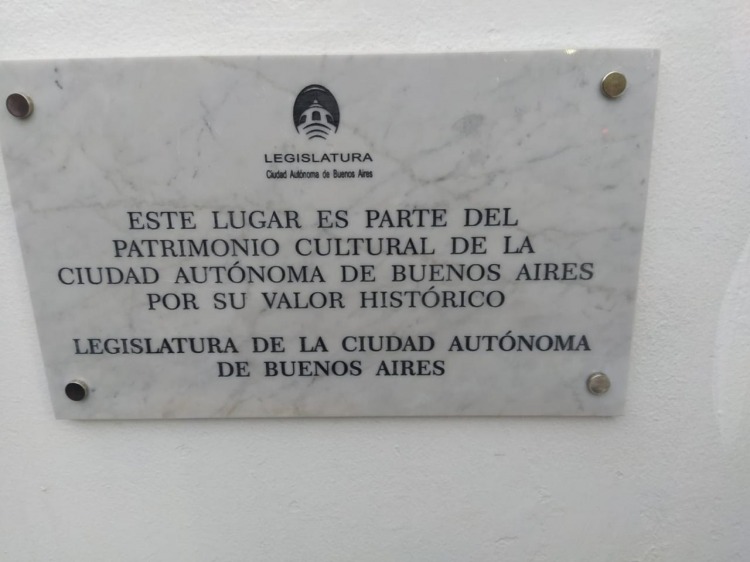 LEGISLATURA
Ciudad Autónoma de Buenos Aires
ESTE LUGAR ES PARTE DEL
PATRIMONIO CULTURAL DE LA
CIUDAD AUTÓNOMA DE BUENOS AIRES
POR SU VALOR HISTÓRICO
LEGISLATURA DE LA CIUDAD AUTÓNOMA
DE BUENOS AIRES